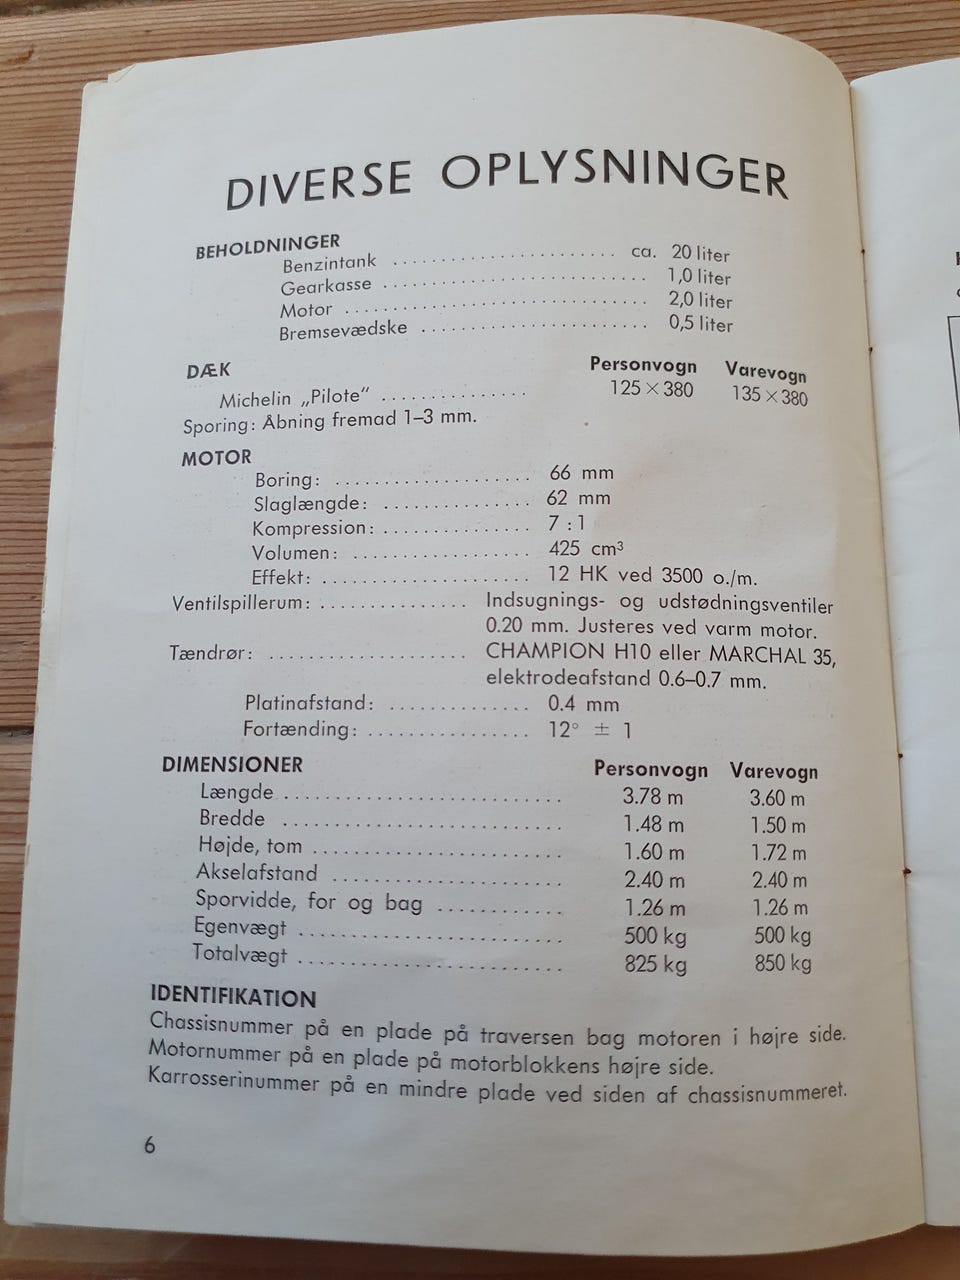 DIVERSE OPLYSNINGER
BEHOLDNINGER
Benzintank ........................ ca. 20 liter
Gearkasse ............................ 1,0 liter
Motor ................................ 2,0 liter
Bremsevædske ........................ 0,5 liter
DÆK Personvogn Varevogn
Michelin „Pilote“ ............... 125 × 380 135 × 380
Sporing: Åbning fremad 1–3 mm.
MOTOR
Boring: .................... 66 mm
Slaglængde: ............... 62 mm
Kompression: ............... 7 : 1
Volumen: .................. 425 cm³
Effekt: ..................... 12 HK ved 3500 o./m.
Ventilspillerum: ............... Indsugnings- og udstødningsventiler
0.20 mm. Justeres ved varm motor.
Tændrør: .................... CHAMPION H10 eller MARCHAL 35,
elektrodeafstand 0.6–0.7 mm.
Platinafstand: .............. 0.4 mm
Fortænding: ................ 12° ± 1
DIMENSIONER Personvogn Varevogn
Længde ............................ 3.78 m 3.60 m
Bredde ............................ 1.48 m 1.50 m
Højde, tom ......................... 1.60 m 1.72 m
Akselafstand ....................... 2.40 m 2.40 m
Sporvidde, for og bag ............ 1.26 m 1.26 m
Egenvægt .......................... 500 kg 500 kg
Totalvægt .......................... 825 kg 850 kg
IDENTIFIKATION
Chassisnummer på en plade på traversen bag motoren i højre side.
Motornummer på en plade på motorblokkens højre side.
Karrosserinummer på en mindre plade ved siden af chassisnummeret.
6